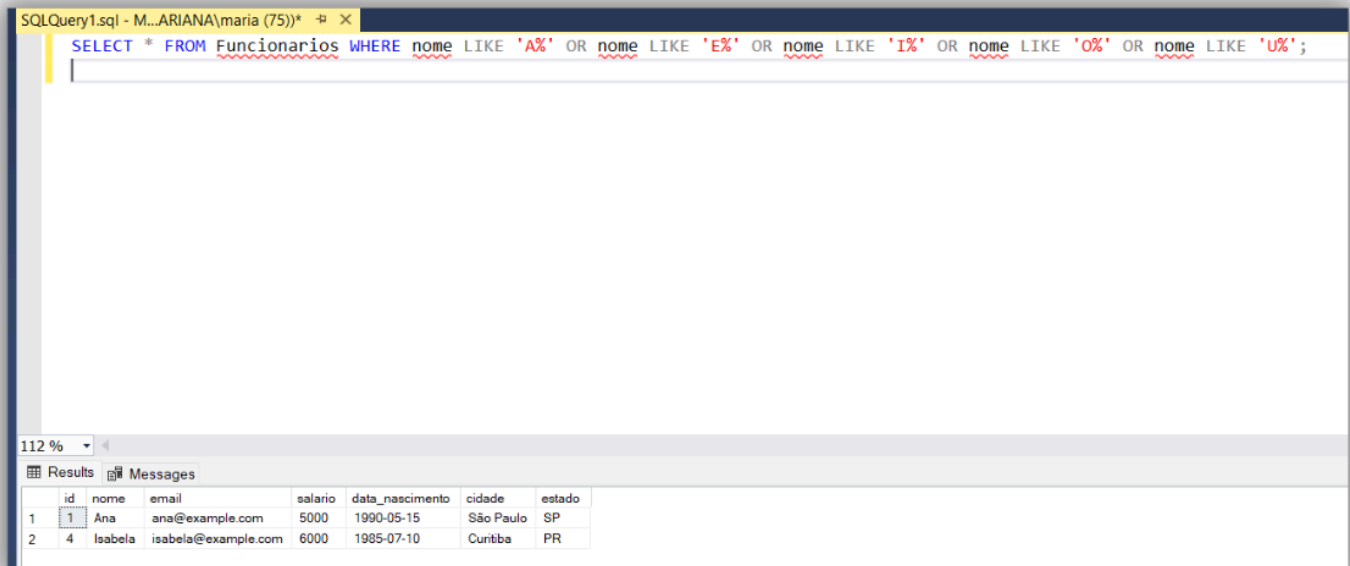 SQLQuery1.sql - M...ARIANA\maria (75))*
SELECT * FROM Funcionarios WHERE nome LIKE 'A%' OR nome LIKE 'E%' OR nome LIKE 'I%' OR nome LIKE 'O%' OR nome LIKE 'U%';
112 %
Results Messages
id nome email salario data_nascimento cidade estado
1 1 Ana ana@example.com 5000 1990-05-15 São Paulo SP
2 4 Isabela isabela@example.com 6000 1985-07-10 Curitiba PR